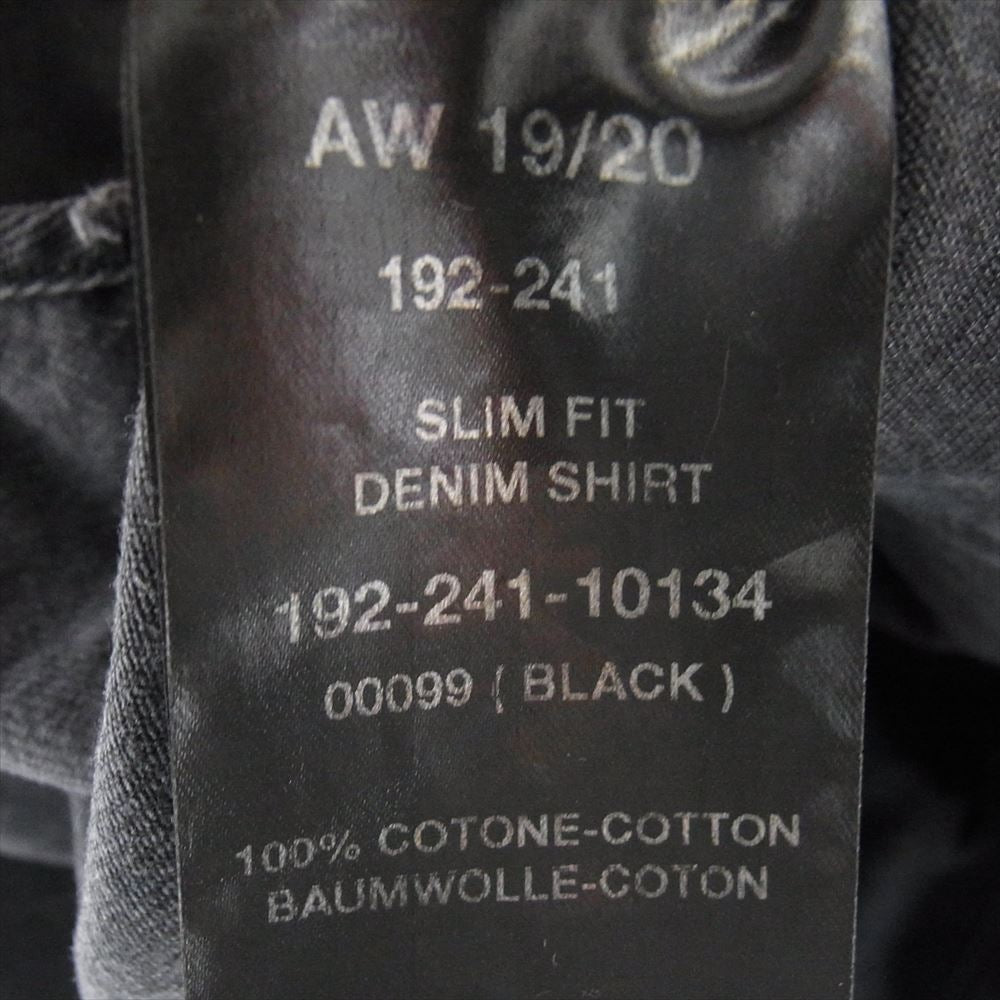 AW 19/20
192-241
SLIM FIT
DENIM SHIRT
192-241-10134
00099 ( BLACK )
100% COTONE-COTTON
BAUMWOLLE-COTON